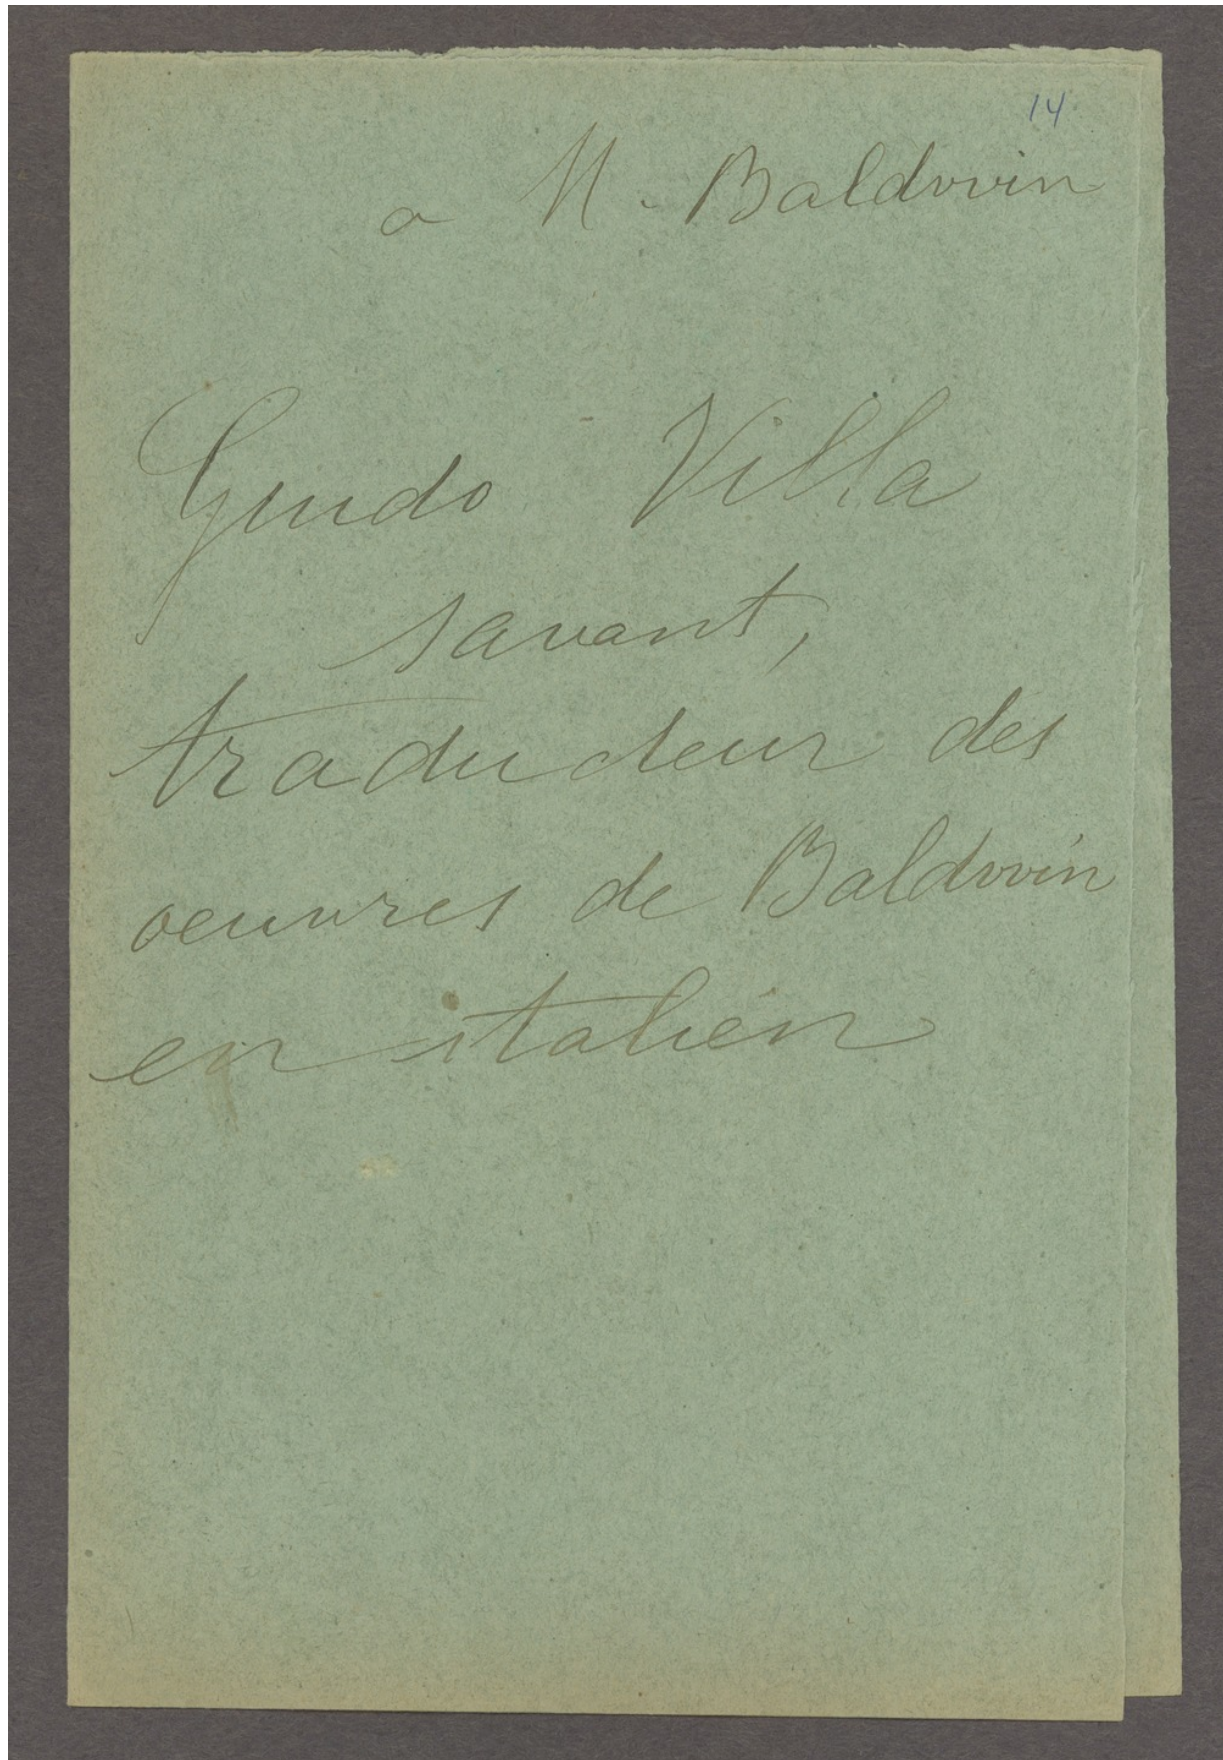 14
a M. Baldwin
Guido Villa
savant,
traducteur des
oeuvres de Baldwin
en italien